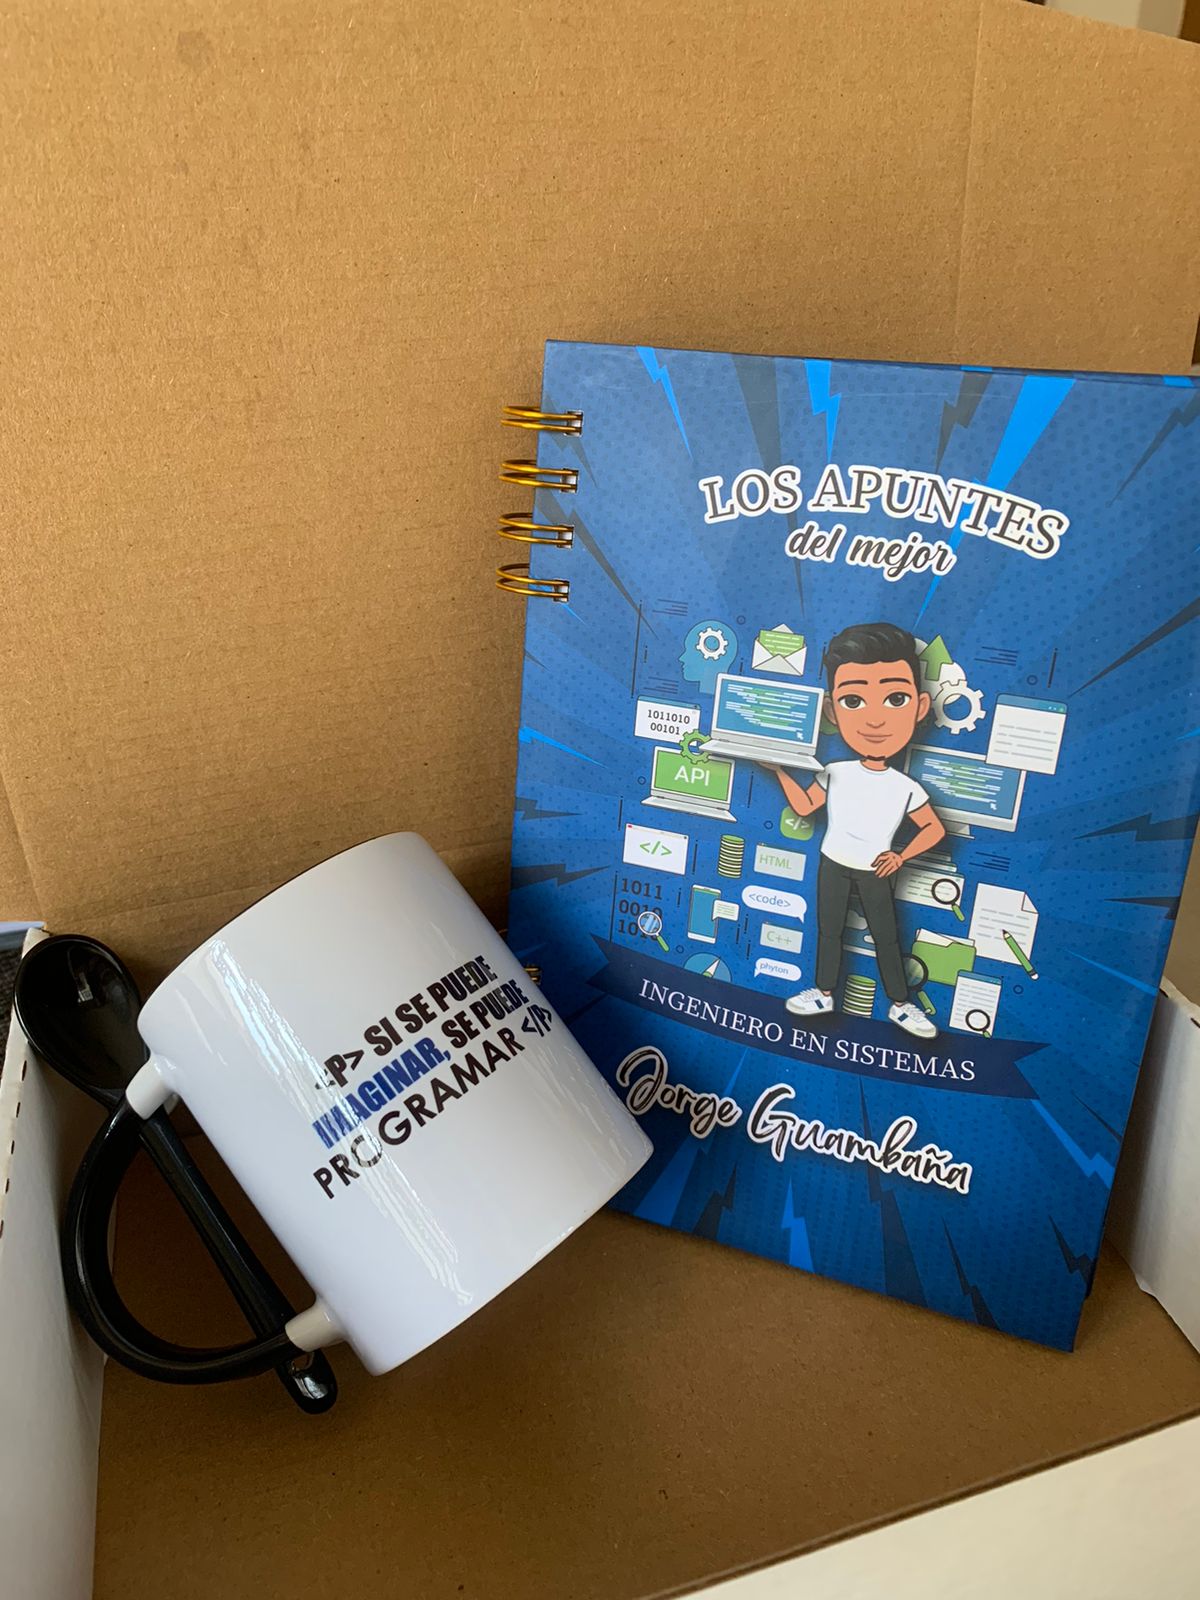 LOS APUNTES
del mejor
1011010
00101
API
</>
</>
HTML
1011
0010
101
<code>
C++
phyton
INGENIERO EN SISTEMAS
Jorge Guambaña
<P> SI SE PUEDE
IMAGINAR, SE PUEDE
PROGRAMAR </P>